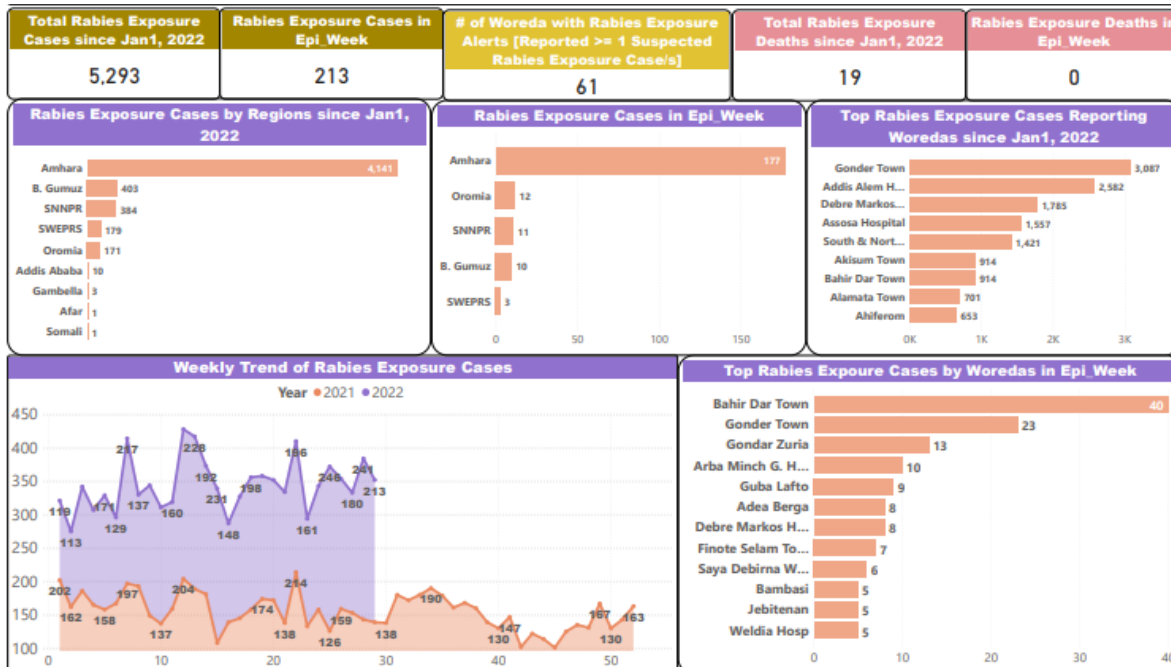 Total Rabies Exposure
Cases since Jan1, 2022
5,293
Rabies Exposure Cases in
Epi_Week
213
# of Woreda with Rabies Exposure
Alerts [Reported >= 1 Suspected
Rabies Exposure Case/s]
61
Total Rabies Exposure
Deaths since Jan1, 2022
19
Rabies Exposure Deaths in
Epi_Week
0
Rabies Exposure Cases by Regions since Jan1,
2022
Amhara 4,141
B. Gumuz 403
SNNPR 384
SWEPRS 179
Oromia 171
Addis Ababa 10
Gambella 3
Afar 1
Somali 1
Rabies Exposure Cases in Epi_Week
Amhara 177
Oromia 12
SNNPR 11
B. Gumuz 10
SWEPRS 3
0 50 100 150
Top Rabies Exposure Cases Reporting
Woredas since Jan1, 2022
Gonder Town 3,087
Addis Alem H... 2,582
Debre Markos... 1,785
Assosa Hospital 1,557
South & Nort... 1,421
Akisum Town 914
Bahir Dar Town 914
Alamata Town 701
Ahiferom 653
0K 1K 2K 3K
Weekly Trend of Rabies Exposure Cases
Year 2021 2022
450
400
350
300
250
200
150
100
119 113 171 129 217 137 160 228 192 231 148 198 196 161 246 180 241 213
202 162 158 197 137 204 174 138 214 126 159 138 190 130 147 167 130 163
0 10 20 30 40 50
Top Rabies Expoure Cases by Woredas in Epi_Week
Bahir Dar Town 40
Gonder Town 23
Gondar Zuria 13
Arba Minch G. H... 10
Guba Lafto 9
Adea Berga 8
Debre Markos H... 8
Finote Selam To... 7
Saya Debirna W... 6
Bambasi 5
Jebitenan 5
Weldia Hosp 5
0 10 20 30 40